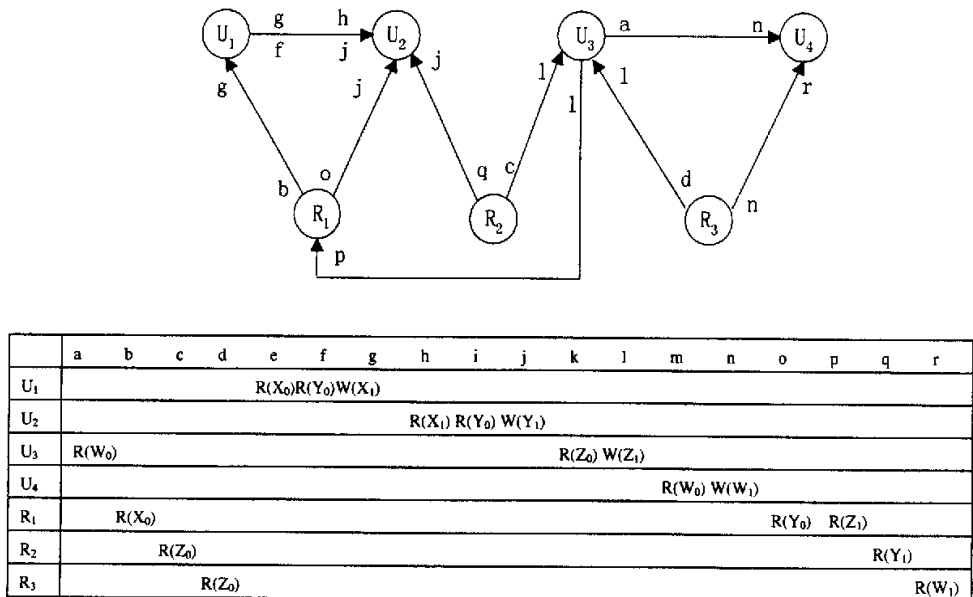 U₁ g h U₂ U₃ a n U₄
f j
g j j l l l r
b o q c d n
R₁ R₂ R₃
p
a b c d e f g h i j k l m n o p q r
U₁ R(X₀)R(Y₀)W(X₁)
U₂ R(X₁) R(Y₀) W(Y₁)
U₃ R(W₀) R(Z₀) W(Z₁)
U₄ R(W₀) W(W₁)
R₁ R(X₀) R(Y₀) R(Z₁)
R₂ R(Z₀) R(Y₁)
R₃ R(Z₀) R(W₁)